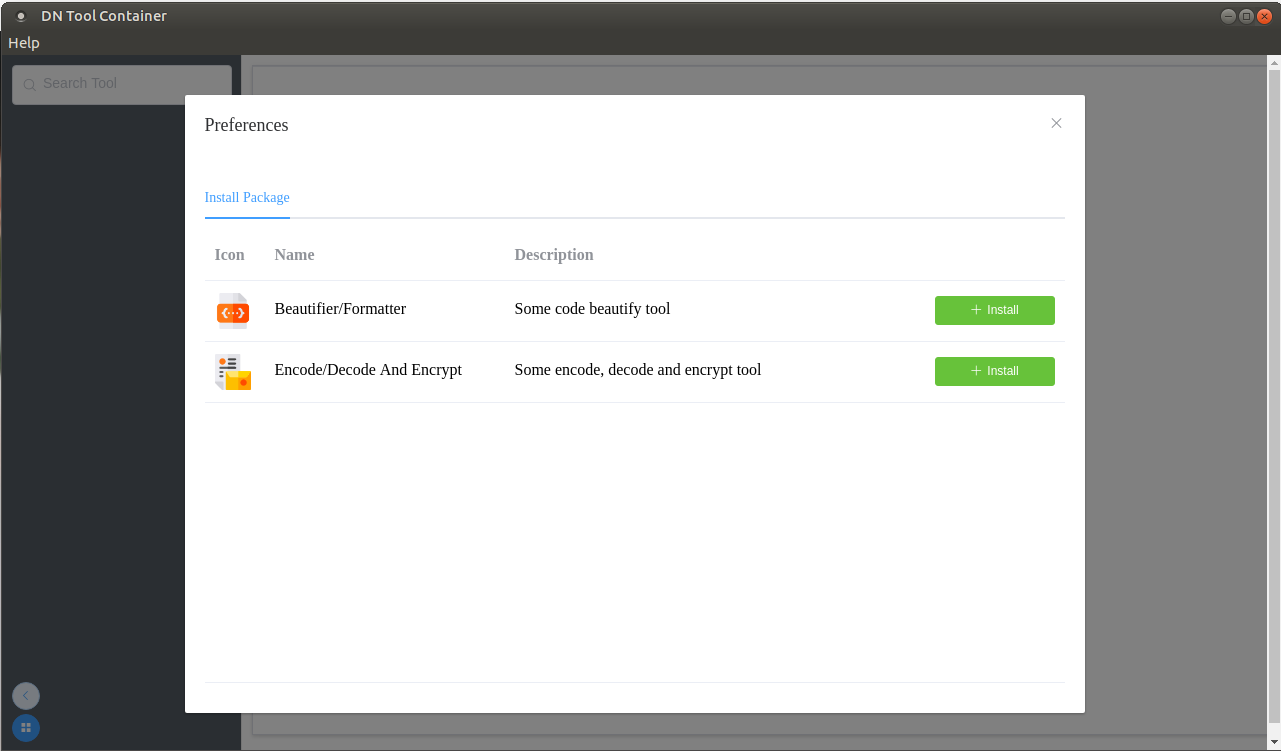 DN Tool Container
Help
Search Tool
Preferences
Install Package
Icon Name Description
Beautifier/Formatter Some code beautify tool Install
Encode/Decode And Encrypt Some encode, decode and encrypt tool Install